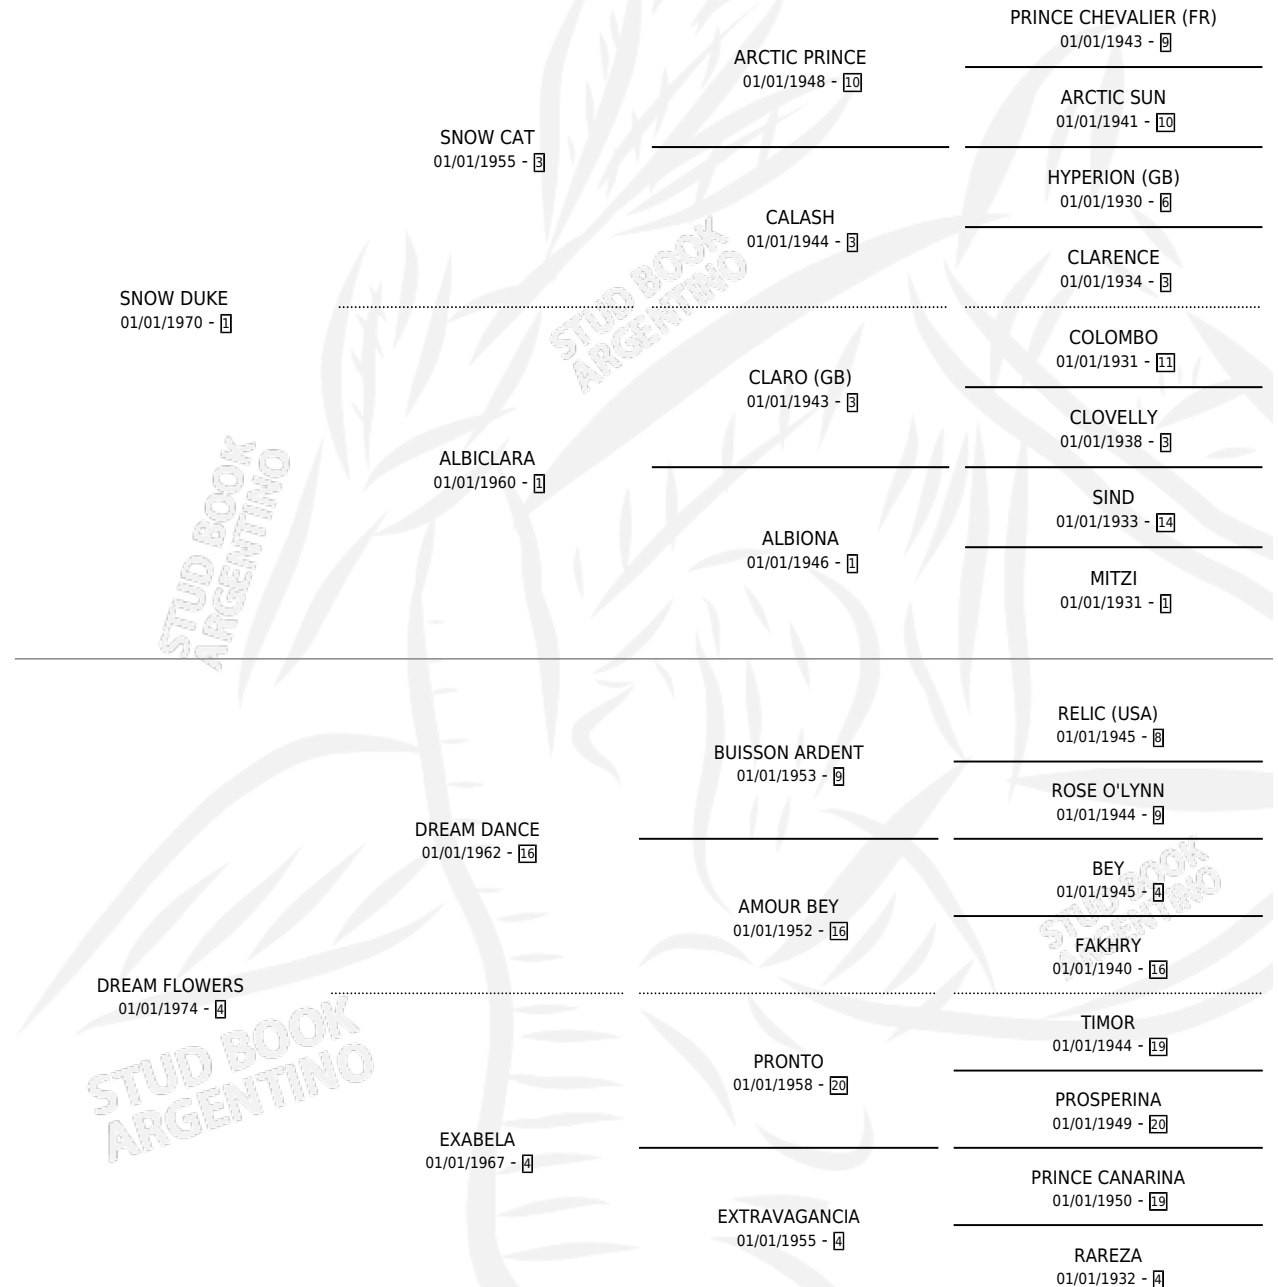 PRINCE CHEVALIER (FR)
01/01/1943 - 9
ARCTIC PRINCE
01/01/1948 - 10
ARCTIC SUN
01/01/1941 - 10
SNOW CAT
01/01/1955 - 3
HYPERION (GB)
01/01/1930 - 6
CALASH
01/01/1944 - 3
CLARENCE
01/01/1934 - 3
SNOW DUKE
01/01/1970 - 1
COLOMBO
01/01/1931 - 11
CLARO (GB)
01/01/1943 - 3
CLOVELLY
01/01/1938 - 3
ALBICLARA
01/01/1960 - 1
SIND
01/01/1933 - 14
ALBIONA
01/01/1946 - 1
MITZI
01/01/1931 - 1
RELIC (USA)
01/01/1945 - 8
BUISSON ARDENT
01/01/1953 - 9
ROSE O'LYNN
01/01/1944 - 9
DREAM DANCE
01/01/1962 - 16
BEY
01/01/1945 - 4
AMOUR BEY
01/01/1952 - 16
FAKHRY
01/01/1940 - 16
DREAM FLOWERS
01/01/1974 - 4
TIMOR
01/01/1944 - 19
PRONTO
01/01/1958 - 20
PROSPERINA
01/01/1949 - 20
EXABELA
01/01/1967 - 4
PRINCE CANARINA
01/01/1950 - 19
EXTRAVAGANCIA
01/01/1955 - 4
RAREZA
01/01/1932 - 4
STUD BOOK
ARGENTINO
STUD BOOK
ARGENTINO
STUD BOOK
ARGENTINO
STUD BOOK
ARGENTINO